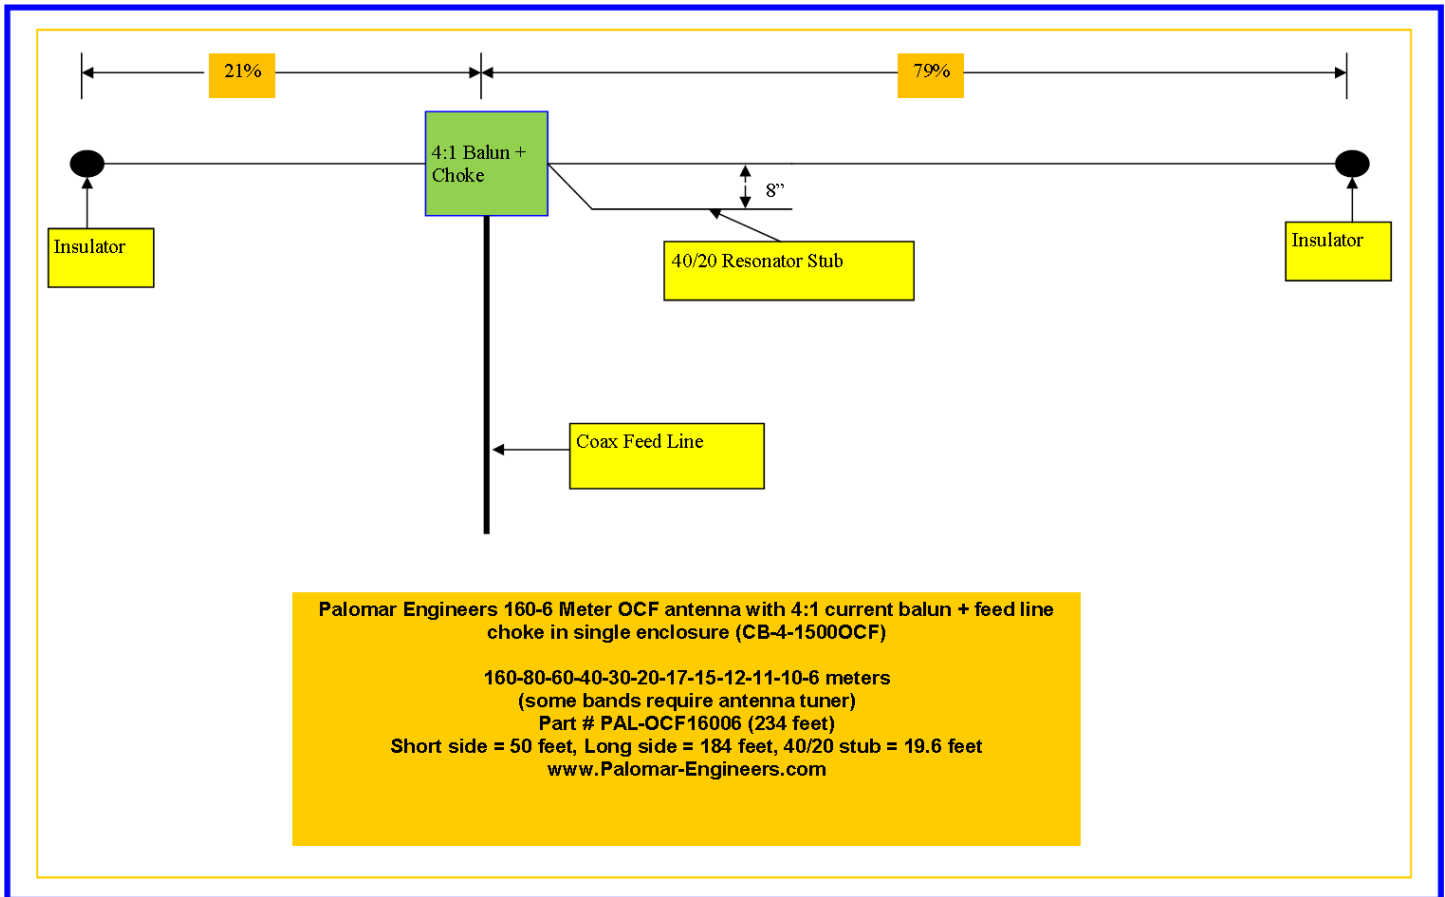 21%
79%
4:1 Balun +
Choke
8”
Insulator
40/20 Resonator Stub
Insulator
Coax Feed Line
Palomar Engineers 160-6 Meter OCF antenna with 4:1 current balun + feed line
choke in single enclosure (CB-4-1500OCF)
160-80-60-40-30-20-17-15-12-11-10-6 meters
(some bands require antenna tuner)
Part # PAL-OCF16006 (234 feet)
Short side = 50 feet, Long side = 184 feet, 40/20 stub = 19.6 feet
www.Palomar-Engineers.com